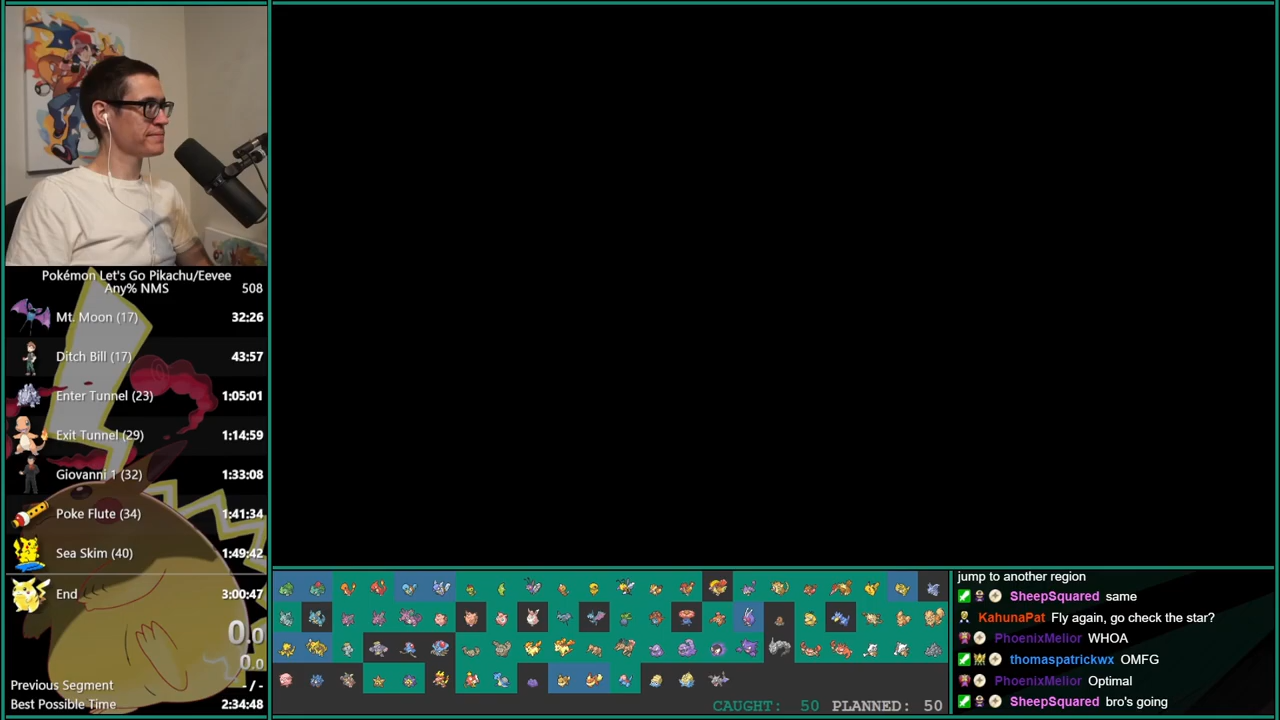 Pokémon Let's Go Pikachu/Eevee
Any% NMS 508
Mt. Moon (17) 32:26
Ditch Bill (17) 43:57
Enter Tunnel (23) 1:05:01
Exit Tunnel (29) 1:14:59
Giovanni 1 (32) 1:33:08
Poke Flute (34) 1:41:34
Sea Skim (40) 1:49:42
End 3:00:47
0.0
0.0
Previous Segment - / -
Best Possible Time 2:34:48
CAUGHT: 50 PLANNED: 50
jump to another region
SheepSquared same
KahunaPat Fly again, go check the star?
PhoenixMelior WHOA
thomaspatrickwx OMFG
PhoenixMelior Optimal
SheepSquared bro's going